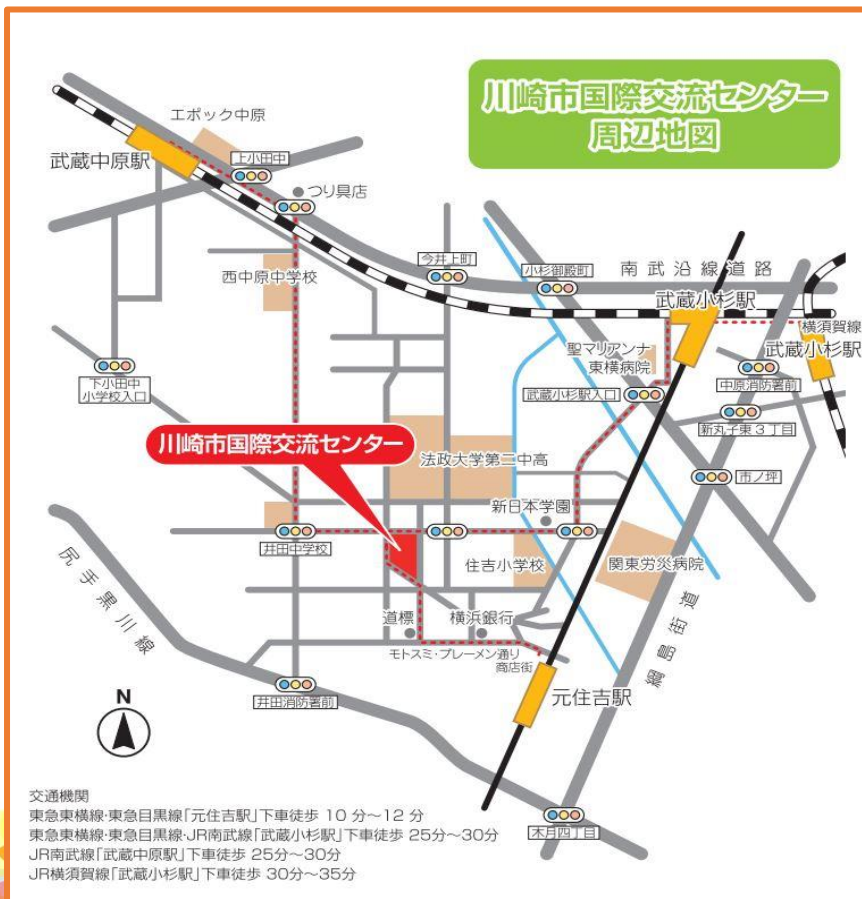 川崎市国際交流センター
周辺地図
エポック中原
武蔵中原駅
上小田中
つり具店
西中原中学校
今井上町
小杉御殿町
南武沿線道路
武蔵小杉駅
横須賀線
武蔵小杉駅
聖マリアンナ
東横病院
中原消防署前
下小田中
小学校入口
武蔵小杉駅入口
新丸子東3丁目
川崎市国際交流センター
法政大学第二中高
市ノ坪
新日本学園
井田中学校
住吉小学校
関東労災病院
尻手黒川線
道標
横浜銀行
綱島街道
モトスミ・ブレーメン通り
商店街
井田消防署前
元住吉駅
N
木月四丁目
交通機関
東急東横線・東急目黒線「元住吉駅」下車徒歩 10 分〜12 分
東急東横線・東急目黒線・JR南武線「武蔵小杉駅」下車徒歩 25分〜30分
JR南武線「武蔵中原駅」下車徒歩 25分〜30分
JR横須賀線「武蔵小杉駅」下車徒歩 30分〜35分